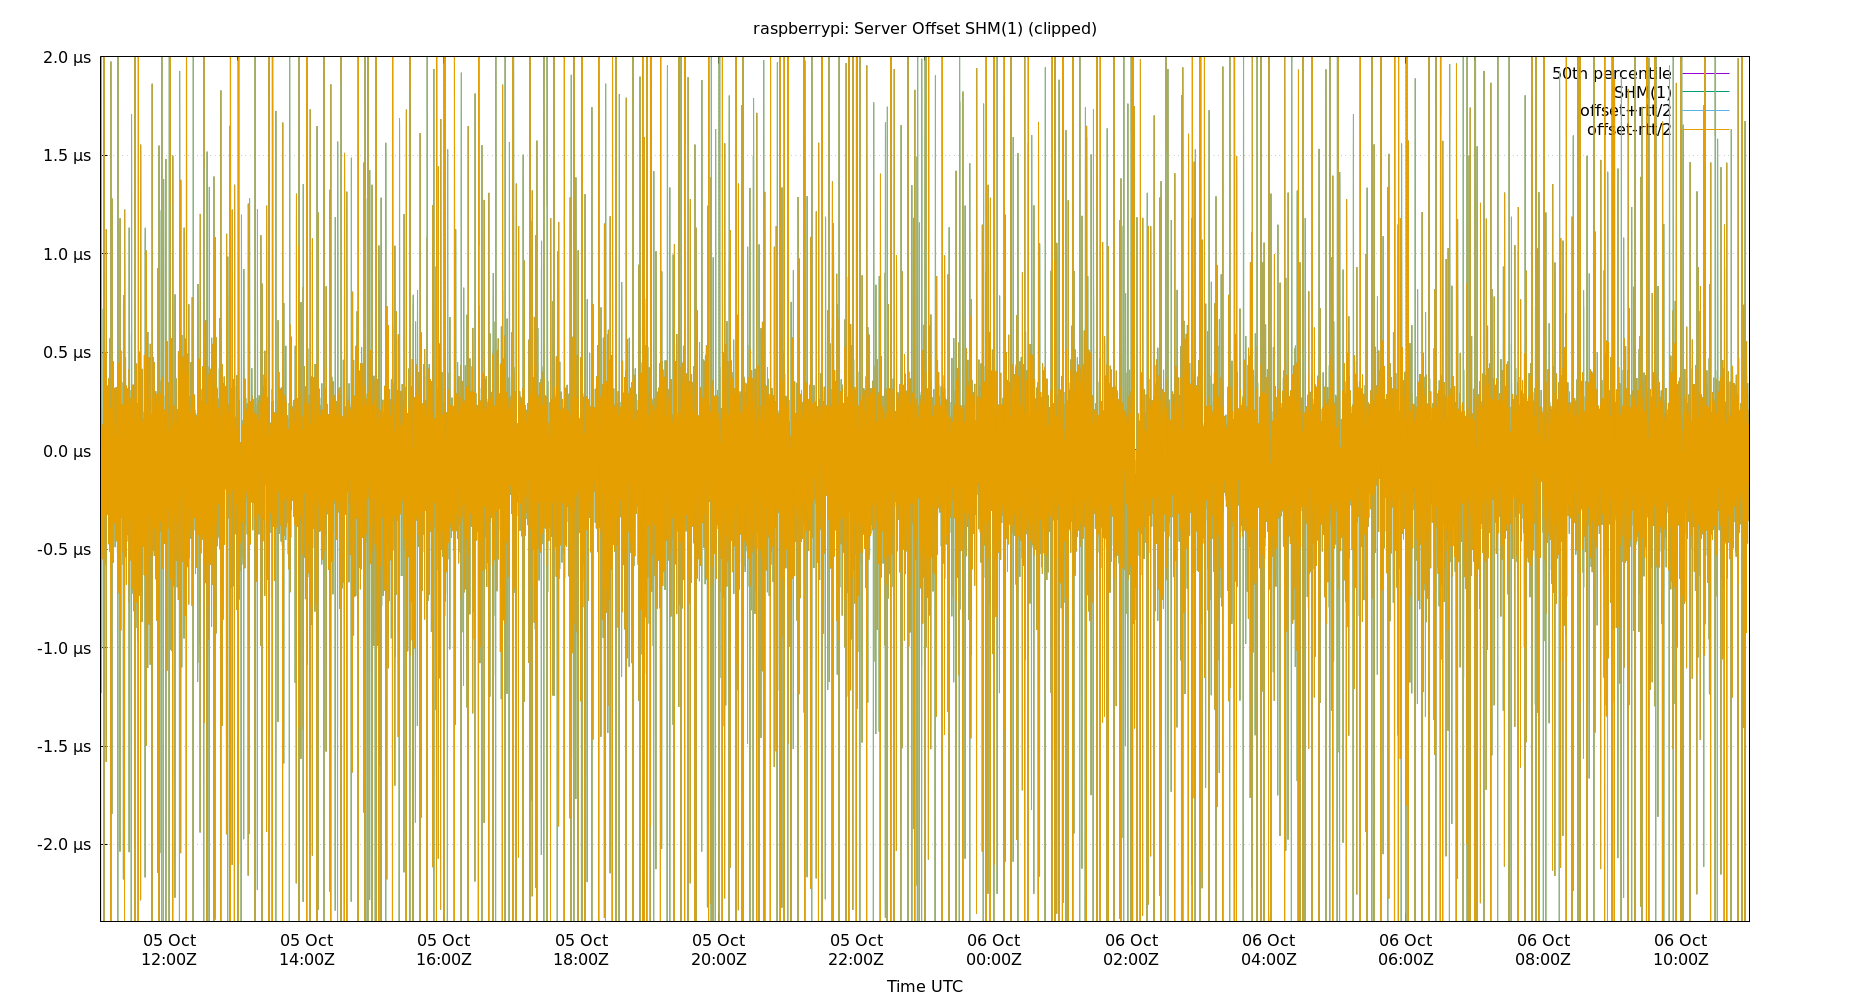 raspberrypi: Server Offset SHM(1) (clipped)
2.0 µs
1.5 µs
1.0 µs
0.5 µs
0.0 µs
-0.5 µs
-1.0 µs
-1.5 µs
-2.0 µs
50th percentile
SHM(1)
offset+rtt/2
offset-rtt/2
05 Oct 05 Oct 05 Oct 05 Oct 05 Oct 05 Oct 06 Oct 06 Oct 06 Oct 06 Oct 06 Oct 06 Oct
12:00Z 14:00Z 16:00Z 18:00Z 20:00Z 22:00Z 00:00Z 02:00Z 04:00Z 06:00Z 08:00Z 10:00Z
Time UTC